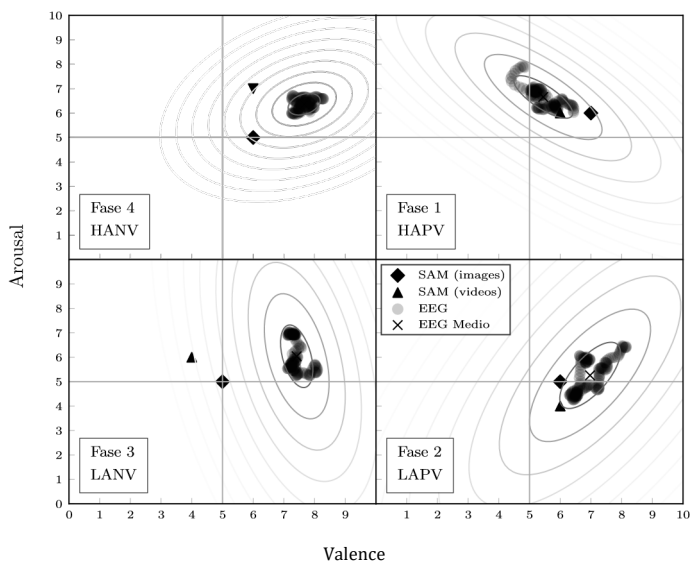 10
9
8
7
6
5
4
3
2
1
Fase 4
HANV
Fase 1
HAPV
Arousal
9
8
7
6
5
4
3
2
1
0
SAM (images)
SAM (videos)
EEG
EEG Medio
Fase 3
LANV
Fase 2
LAPV
0 1 2 3 4 5 6 7 8 9
1 2 3 4 5 6 7 8 9 10
Valence